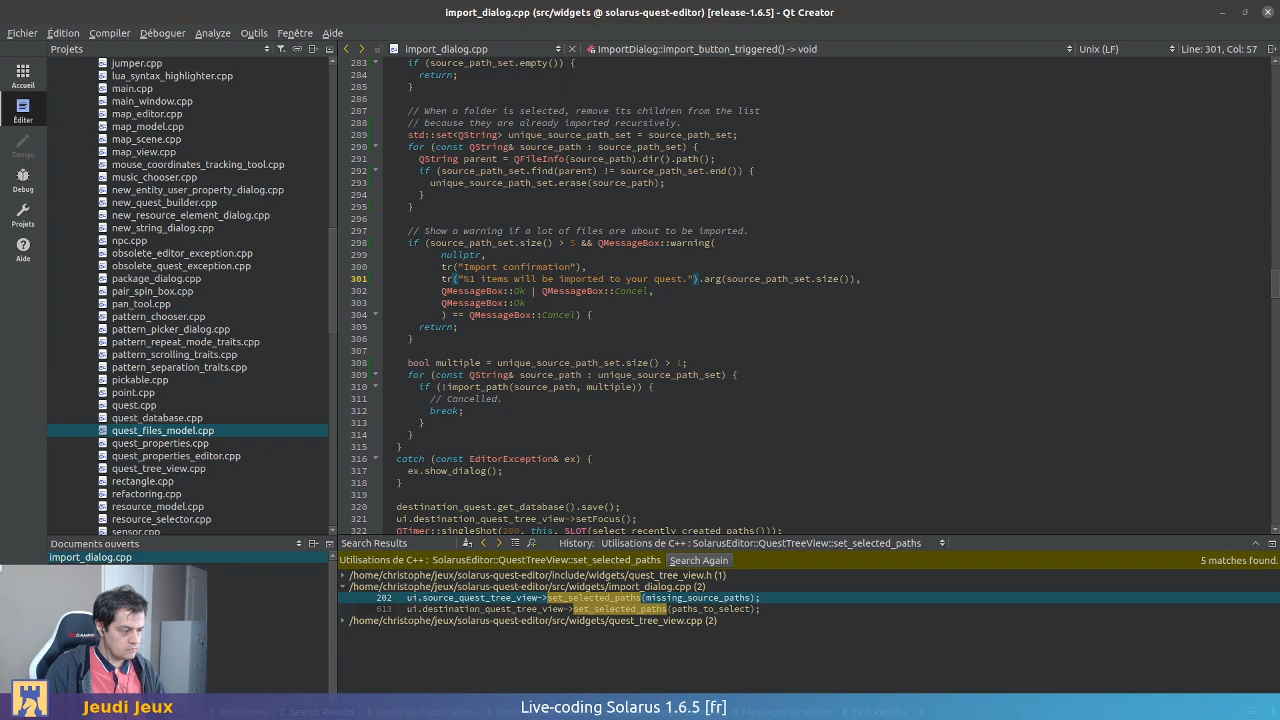 import_dialog.cpp (src/widgets @ solarus-quest-editor) [release-1.6.5] - Qt Creator
Fichier Édition Compiler Déboguer Analyze Outils Fenêtre Aide
Projets
import_dialog.cpp
ImportDialog::import_button_triggered() -> void
Unix (LF)
Line: 301, Col: 57
Accueil
Éditer
Design
Debug
Projets
Aide
jumper.cpp
lua_syntax_highlighter.cpp
main.cpp
main_window.cpp
map_editor.cpp
map_model.cpp
map_scene.cpp
map_view.cpp
mouse_coordinates_tracking_tool.cpp
music_chooser.cpp
new_entity_user_property_dialog.cpp
new_quest_builder.cpp
new_resource_element_dialog.cpp
new_string_dialog.cpp
npc.cpp
obsolete_editor_exception.cpp
obsolete_quest_exception.cpp
package_dialog.cpp
pair_spin_box.cpp
pan_tool.cpp
pattern_chooser.cpp
pattern_picker_dialog.cpp
pattern_repeat_mode_traits.cpp
pattern_scrolling_traits.cpp
pattern_separation_traits.cpp
pickable.cpp
point.cpp
quest.cpp
quest_database.cpp
quest_files_model.cpp
quest_properties.cpp
quest_properties_editor.cpp
quest_tree_view.cpp
rectangle.cpp
refactoring.cpp
resource_model.cpp
resource_selector.cpp
sensor.cpp
283 if (source_path_set.empty()) {
284 return;
285 }
286
287 // When a folder is selected, remove its children from the list
288 // because they are already imported recursively.
289 std::set<QString> unique_source_path_set = source_path_set;
290 for (const QString& source_path : source_path_set) {
291 QString parent = QFileInfo(source_path).dir().path();
292 if (source_path_set.find(parent) != source_path_set.end()) {
293 unique_source_path_set.erase(source_path);
294 }
295 }
296
297 // Show a warning if a lot of files are about to be imported.
298 if (source_path_set.size() > 5 && QMessageBox::warning(
299 nullptr,
300 tr("Import confirmation"),
301 tr("%1 items will be imported to your quest.").arg(source_path_set.size()),
302 QMessageBox::Ok | QMessageBox::Cancel,
303 QMessageBox::Ok
304 ) == QMessageBox::Cancel) {
305 return;
306 }
307
308 bool multiple = unique_source_path_set.size() > 1;
309 for (const QString& source_path : unique_source_path_set) {
310 if (!import_path(source_path, multiple)) {
311 // Cancelled.
312 break;
313 }
314 }
315 }
316 catch (const EditorException& ex) {
317 ex.show_dialog();
318 }
319
320 destination_quest.get_database().save();
321 ui.destination_quest_tree_view->setFocus();
322 QTimer::singleShot(200, this, SLOT(select_recently_created_paths()));
Documents ouverts
import_dialog.cpp
Search Results
History: Utilisations de C++ : SolarusEditor::QuestTreeView::set_selected_paths
Utilisations de C++ : SolarusEditor::QuestTreeView::set_selected_paths Search Again
5 matches found.
/home/christophe/jeux/solarus-quest-editor/include/widgets/quest_tree_view.h (1)
/home/christophe/jeux/solarus-quest-editor/src/widgets/import_dialog.cpp (2)
202 ui.source_quest_tree_view->set_selected_paths(missing_source_paths);
613 ui.destination_quest_tree_view->set_selected_paths(paths_to_select);
/home/christophe/jeux/solarus-quest-editor/src/widgets/quest_tree_view.cpp (2)
Jeudi Jeux
Live-coding Solarus 1.6.5 [fr]